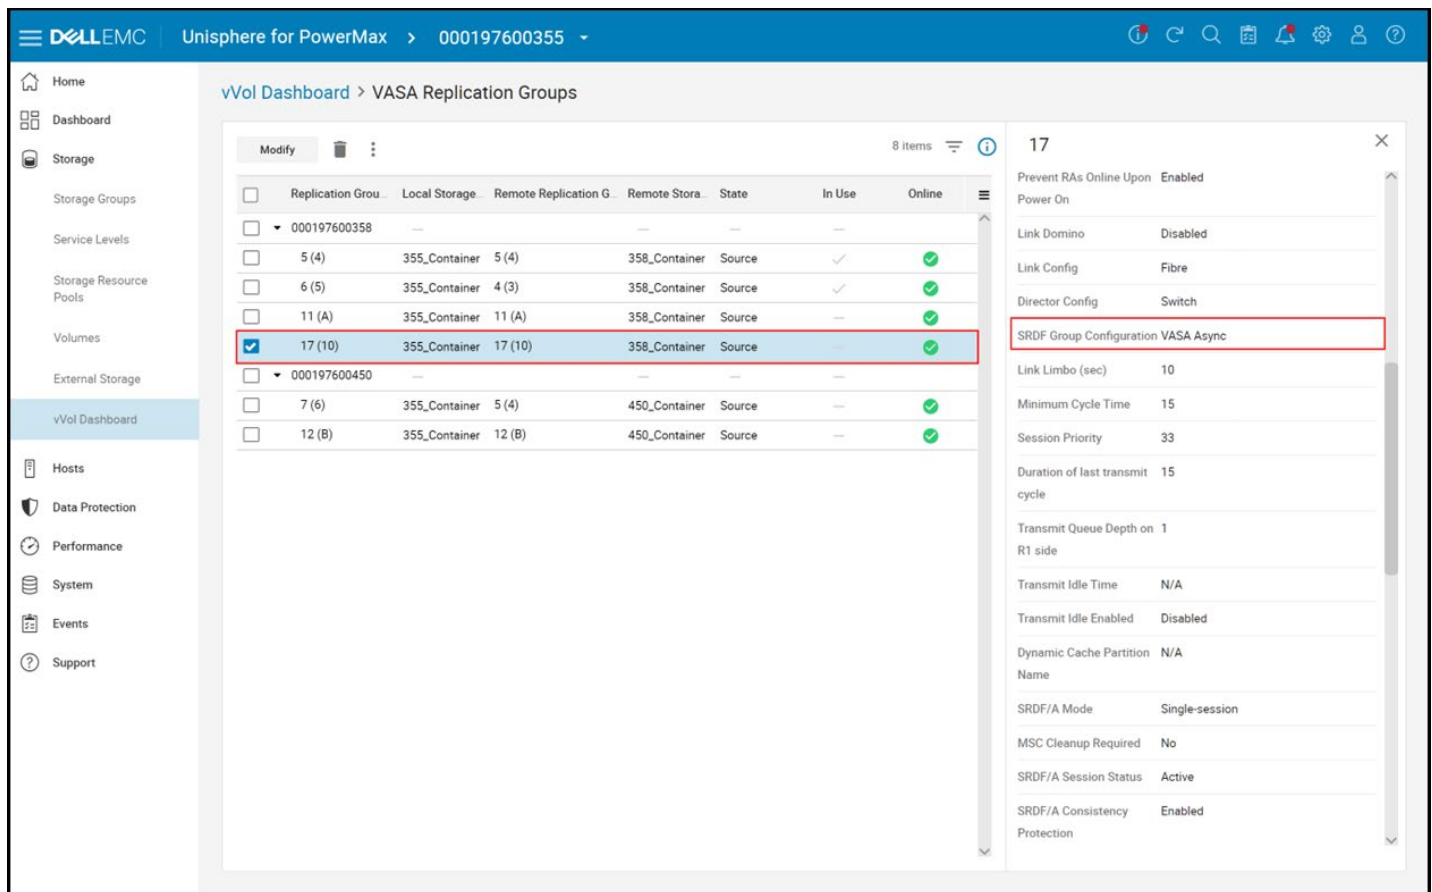 DELLEMC Unisphere for PowerMax > 000197600355
Home
Dashboard
Storage
Storage Groups
Service Levels
Storage Resource
Pools
Volumes
External Storage
vVol Dashboard
Hosts
Data Protection
Performance
System
Events
Support
vVol Dashboard > VASA Replication Groups
Modify 8 items
Replication Grou... Local Storage... Remote Replication G... Remote Stora... State In Use Online
000197600358 — — — —
5 (4) 355_Container 5 (4) 358_Container Source
6 (5) 355_Container 4 (3) 358_Container Source
11 (A) 355_Container 11 (A) 358_Container Source —
17 (10) 355_Container 17 (10) 358_Container Source —
000197600450 — — — —
7 (6) 355_Container 5 (4) 450_Container Source —
12 (B) 355_Container 12 (B) 450_Container Source —
17
Prevent RAs Online Upon Enabled
Power On
Link Domino Disabled
Link Config Fibre
Director Config Switch
SRDF Group Configuration VASA Async
Link Limbo (sec) 10
Minimum Cycle Time 15
Session Priority 33
Duration of last transmit 15
cycle
Transmit Queue Depth on 1
R1 side
Transmit Idle Time N/A
Transmit Idle Enabled Disabled
Dynamic Cache Partition N/A
Name
SRDF/A Mode Single-session
MSC Cleanup Required No
SRDF/A Session Status Active
SRDF/A Consistency Enabled
Protection